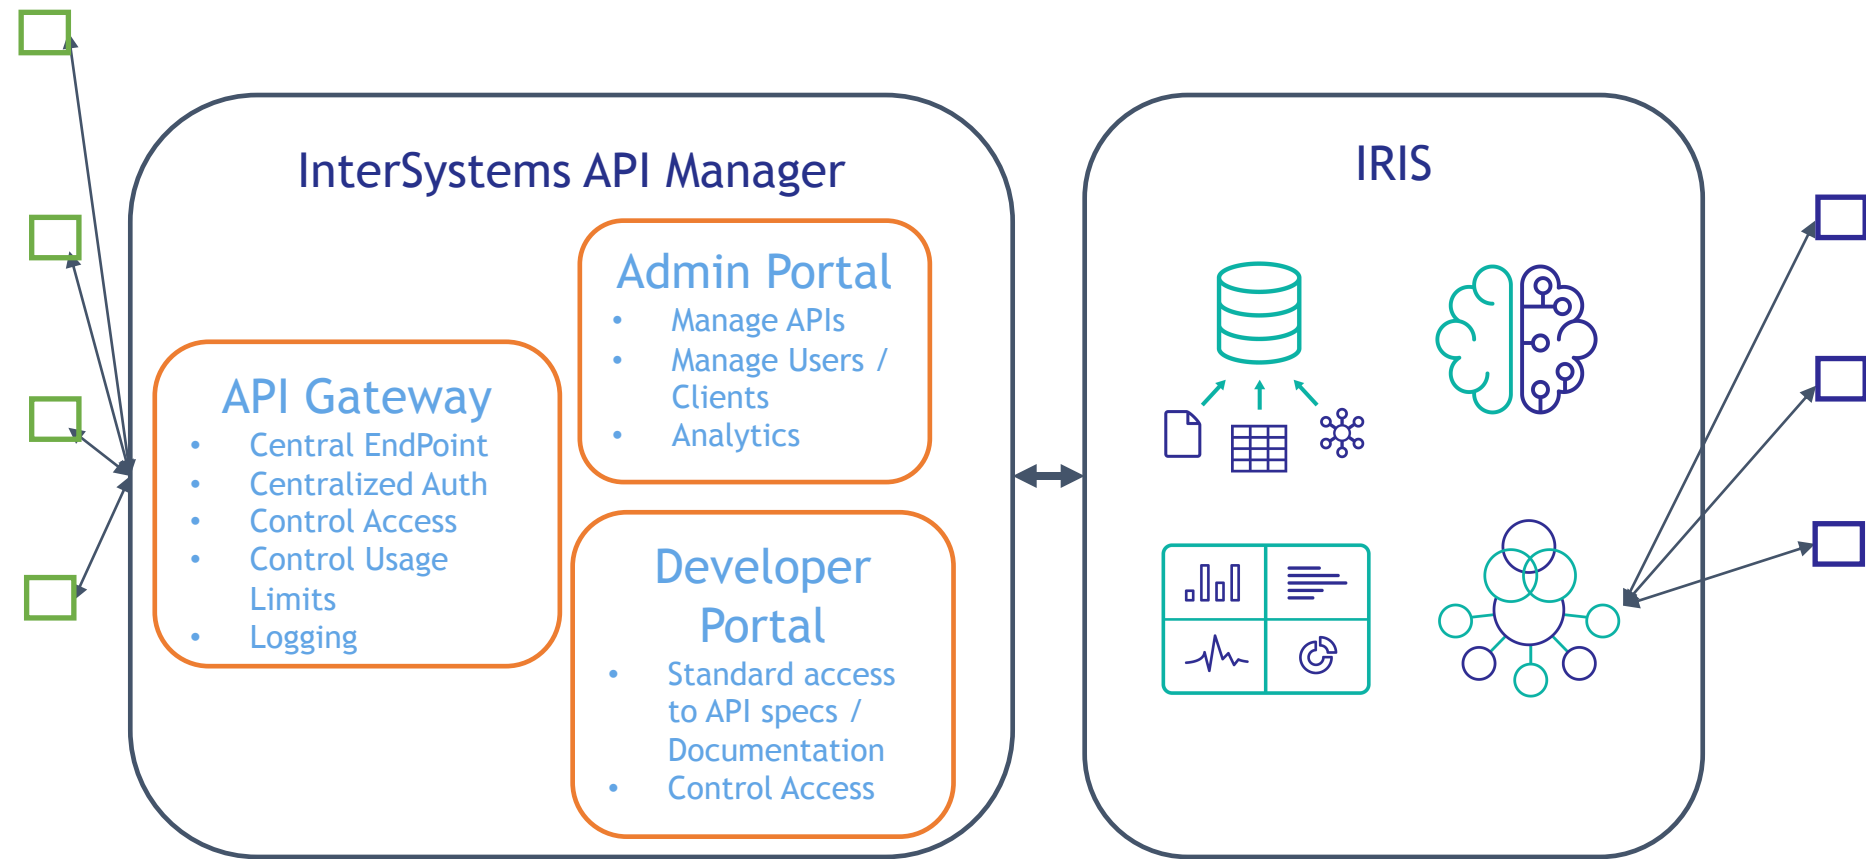 InterSystems API Manager
API Gateway
• Central EndPoint
• Centralized Auth
• Control Access
• Control Usage
Limits
• Logging
Admin Portal
• Manage APIs
• Manage Users /
Clients
• Analytics
Developer
Portal
• Standard access
to API specs /
Documentation
• Control Access
IRIS